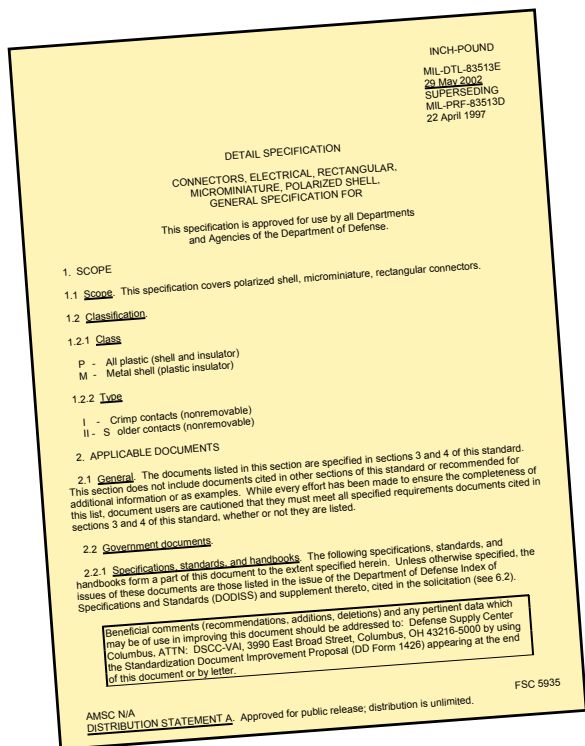 INCH-POUND
MIL-DTL-83513E
29 May 2002
SUPERSEDING
MIL-PRF-83513D
22 April 1997
DETAIL SPECIFICATION
CONNECTORS, ELECTRICAL, RECTANGULAR,
MICROMINIATURE, POLARIZED SHELL,
GENERAL SPECIFICATION FOR
This specification is approved for use by all Departments
and Agencies of the Department of Defense.
1. SCOPE
1.1 Scope. This specification covers polarized shell, microminiature, rectangular connectors.
1.2 Classification.
1.2.1 Class
P - All plastic (shell and insulator)
M - Metal shell (plastic insulator)
1.2.2 Type
I - Crimp contacts (nonremovable)
II - S older contacts (nonremovable)
2. APPLICABLE DOCUMENTS
2.1 General. The documents listed in this section are specified in sections 3 and 4 of this standard.
This section does not include documents cited in other sections of this standard or recommended for
additional information or as examples. While every effort has been made to ensure the completeness of
this list, document users are cautioned that they must meet all specified requirements documents cited in
sections 3 and 4 of this standard, whether or not they are listed.
2.2 Government documents.
2.2.1 Specifications, standards, and handbooks. The following specifications, standards, and
handbooks form a part of this document to the extent specified herein. Unless otherwise specified, the
issues of these documents are those listed in the issue of the Department of Defense Index of
Specifications and Standards (DODISS) and supplement thereto, cited in the solicitation (see 6.2).
Beneficial comments (recommendations, additions, deletions) and any pertinent data which
may be of use in improving this document should be addressed to: Defense Supply Center
Columbus, ATTN: DSCC-VAI, 3990 East Broad Street, Columbus, OH 43216-5000 by using
the Standardization Document Improvement Proposal (DD Form 1426) appearing at the end
of this document or by letter.
AMSC N/A FSC 5935
DISTRIBUTION STATEMENT A. Approved for public release; distribution is unlimited.